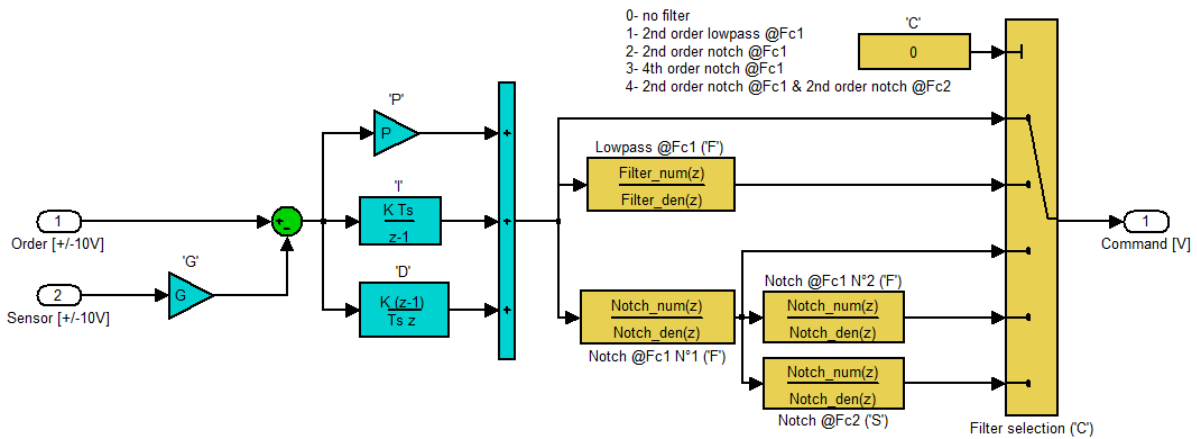 0- no filter
1- 2nd order lowpass @Fc1
2- 2nd order notch @Fc1
3- 4th order notch @Fc1
4- 2nd order notch @Fc1 & 2nd order notch @Fc2
'C'
0
'P'
P
+
Lowpass @Fc1 ('F')
Filter_num(z)
Filter_den(z)
'I'
K Ts
z-1
+
1
Order [+/-10V]
+
-
1
Command [V]
'G'
G
2
Sensor [+/-10V]
'D'
K (z-1)
Ts z
+
Notch_num(z)
Notch_den(z)
Notch @Fc1 N°1 ('F')
Notch @Fc1 N°2 ('F')
Notch_num(z)
Notch_den(z)
Notch_num(z)
Notch_den(z)
Notch @Fc2 ('S')
Filter selection ('C')